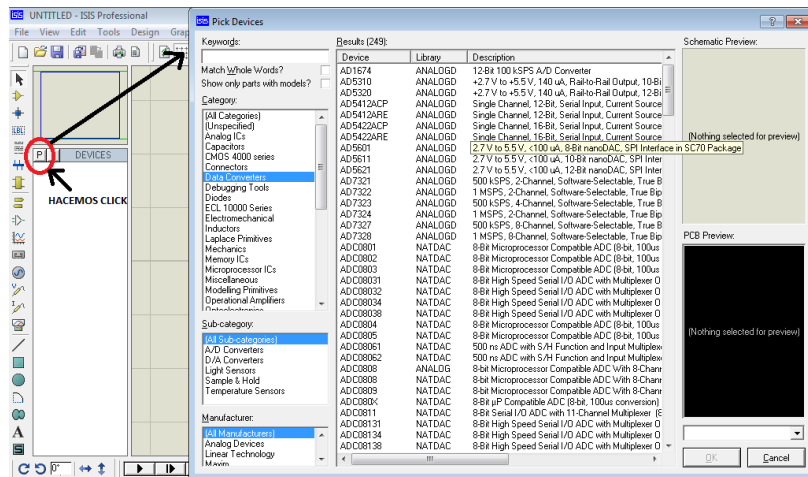 UNTITLED - ISIS Professional
File View Edit Tools Design Grap
P
DEVICES
HACEMOS CLICK
LBL
A
S
0°
Pick Devices
Keywords:
Match Whole Words?
Show only parts with models?
Category:
(All Categories)
(Unspecified)
Analog ICs
Capacitors
CMOS 4000 series
Connectors
Data Converters
Debugging Tools
Diodes
ECL 10000 Series
Electromechanical
Inductors
Laplace Primitives
Mechanics
Memory ICs
Microprocessor ICs
Miscellaneous
Modelling Primitives
Operational Amplifiers
Optoelectronics
Sub-category:
(All Sub-categories)
A/D Converters
D/A Converters
Light Sensors
Sample & Hold
Temperature Sensors
Manufacturer:
(All Manufacturers)
Analog Devices
Linear Technology
Maxim
Results (249):
Device Library Description
AD1674 ANALOGD 12-Bit 100 kSPS A/D Converter
AD5310 ANALOGD +2.7 V to +5.5 V, 140 uA, Rail-to-Rail Output, 10-Bi
AD5320 ANALOGD +2.7 V to +5.5 V, 140 uA, Rail-to-Rail Output, 12-Bi
AD5412ACP ANALOGD Single Channel, 12-Bit, Serial Input, Current Source
AD5412ARE ANALOGD Single Channel, 12-Bit, Serial Input, Current Source
AD5422ACP ANALOGD Single Channel, 16-Bit, Serial Input, Current Source
AD5422ARE ANALOGD Single Channel, 16-Bit, Serial Input, Current Source
AD5601 ANALOGD 2.7 V to 5.5 V, <100 uA, 8-Bit nanoDAC, SPI Interface in SC70 Package
AD5611 ANALOGD 2.7 V to 5.5 V, <100 uA, 10-Bit nanoDAC, SPI Inter
AD5621 ANALOGD 2.7 V to 5.5 V, <100 uA, 12-Bit nanoDAC, SPI Inter
AD7321 ANALOGD 500 kSPS, 2-Channel, Software-Selectable, True B
AD7322 ANALOGD 1 MSPS, 2-Channel, Software-Selectable, True Bip
AD7323 ANALOGD 500 kSPS, 4-Channel, Software-Selectable, True B
AD7324 ANALOGD 1 MSPS, 2-Channel, Software-Selectable, True Bip
AD7327 ANALOGD 500 kSPS, 8-Channel, Software-Selectable, True B
AD7328 ANALOGD 1 MSPS, 8-Channel, Software-Selectable, True Bip
ADC0801 NATDAC 8-Bit Microprocessor Compatible ADC (8-bit, 100us
ADC0802 NATDAC 8-Bit Microprocessor Compatible ADC (8-bit, 100us
ADC0803 NATDAC 8-Bit Microprocessor Compatible ADC (8-bit, 100us
ADC08031 NATDAC 8-Bit High Speed Serial I/O ADC with Multiplexer O
ADC08032 NATDAC 8-Bit High Speed Serial I/O ADC with Multiplexer O
ADC08034 NATDAC 8-Bit High Speed Serial I/O ADC with Multiplexer O
ADC08038 NATDAC 8-Bit High Speed Serial I/O ADC with Multiplexer O
ADC0804 NATDAC 8-Bit Microprocessor Compatible ADC (8-bit, 100us
ADC0805 NATDAC 8-Bit Microprocessor Compatible ADC (8-bit, 100us
ADC08061 NATDAC 500 ns ADC with S/H Function and Input Multiplex
ADC08062 NATDAC 500 ns ADC with S/H Function and Input Multiplex
ADC0808 ANALOG 8-bit Microprocessor Compatible ADC With 8-Chanr
ADC0808 NATDAC 8-Bit Microprocessor Compatible ADC With 8-Chanr
ADC0809 NATDAC 8-Bit Microprocessor Compatible ADC With 8-Chanr
ADC080X NATDAC 8-Bit µP Compatible ADC (8-bit, 100us conversion)
ADC0811 NATDAC 8-Bit Serial I/O ADC with 11-Channel Multiplexer (8
ADC08131 NATDAC 8-Bit High Speed Serial I/O ADC with Multiplexer O
ADC08134 NATDAC 8-Bit High Speed Serial I/O ADC with Multiplexer O
ADC08138 NATDAC 8-Bit High Speed Serial I/O ADC with Multiplexer O
Schematic Preview:
(Nothing selected for preview)
PCB Preview:
(Nothing selected for preview)
OK
Cancel